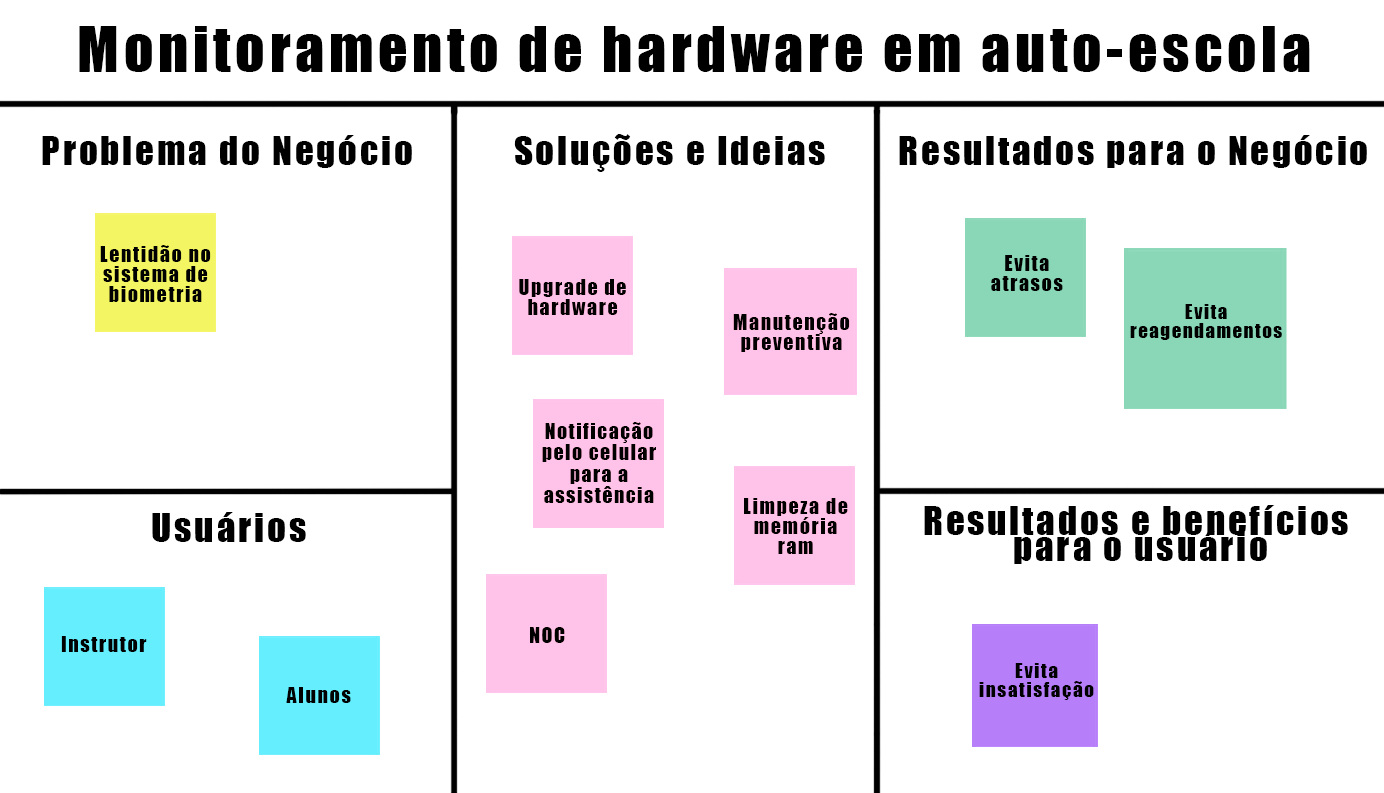 Monitoramento de hardware em auto-escola
Problema do Negócio
Lentidão no
sistema de
biometria
Usuários
Instrutor
Alunos
Soluções e Ideias
Upgrade de
hardware
Manutenção
preventiva
Notificação
pelo celular
para a
assistência
Limpeza de
memória
ram
NOC
Resultados para o Negócio
Evita
atrasos
Evita
reagendamentos
Resultados e benefícios
para o usuário
Evita
insatisfação